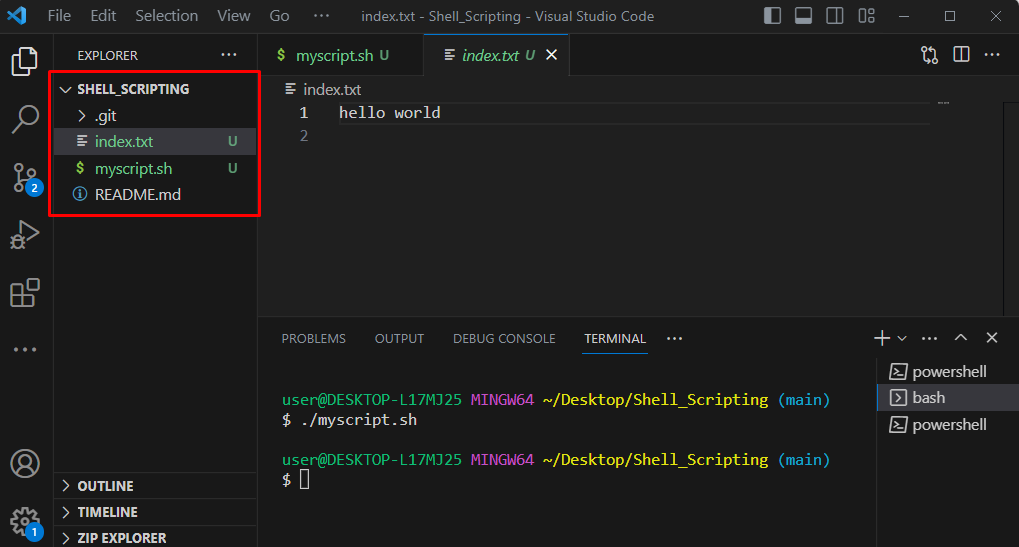 File Edit Selection View Go ··· index.txt - Shell_Scripting - Visual Studio Code
EXPLORER ···
SHELL_SCRIPTING
.git
index.txt U
$ myscript.sh U
README.md
OUTLINE
TIMELINE
ZIP EXPLORER
2
1
$ myscript.sh U index.txt U
index.txt
1 hello world
2
PROBLEMS OUTPUT DEBUG CONSOLE TERMINAL ···
user@DESKTOP-L17MJ25 MINGW64 ~/Desktop/Shell_Scripting (main)
$ ./myscript.sh
user@DESKTOP-L17MJ25 MINGW64 ~/Desktop/Shell_Scripting (main)
$
powershell
bash
powershell